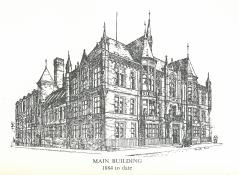 MAIN BUILDING
1884 to date